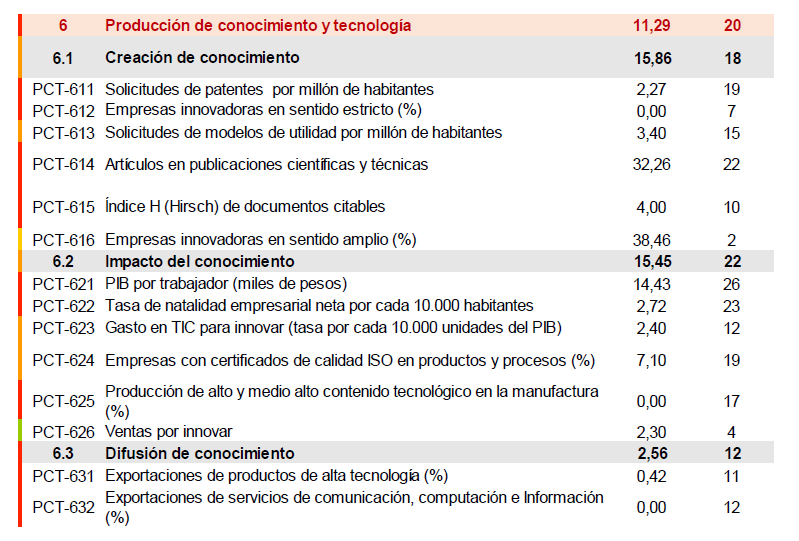 6 Producción de conocimiento y tecnología 11,29 20
6.1 Creación de conocimiento 15,86 18
PCT-611 Solicitudes de patentes por millón de habitantes 2,27 19
PCT-612 Empresas innovadoras en sentido estricto (%) 0,00 7
PCT-613 Solicitudes de modelos de utilidad por millón de habitantes 3,40 15
PCT-614 Artículos en publicaciones científicas y técnicas 32,26 22
PCT-615 Índice H (Hirsch) de documentos citables 4,00 10
PCT-616 Empresas innovadoras en sentido amplio (%) 38,46 2
6.2 Impacto del conocimiento 15,45 22
PCT-621 PIB por trabajador (miles de pesos) 14,43 26
PCT-622 Tasa de natalidad empresarial neta por cada 10.000 habitantes 2,72 23
PCT-623 Gasto en TIC para innovar (tasa por cada 10.000 unidades del PIB) 2,40 12
PCT-624 Empresas con certificados de calidad ISO en productos y procesos (%) 7,10 19
PCT-625 Producción de alto y medio alto contenido tecnológico en la manufactura
(%) 0,00 17
PCT-626 Ventas por innovar 2,30 4
6.3 Difusión de conocimiento 2,56 12
PCT-631 Exportaciones de productos de alta tecnología (%) 0,42 11
PCT-632 Exportaciones de servicios de comunicación, computación e Información
(%) 0,00 12